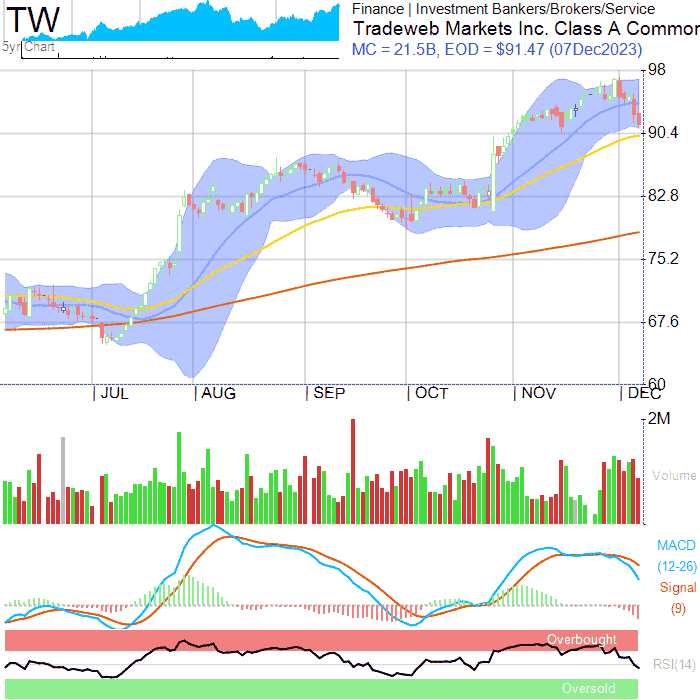 TW
5yr Chart
Finance | Investment Bankers/Brokers/Service
Tradeweb Markets Inc. Class A Common
MC = 21.5B, EOD = $91.47 (07Dec2023)
98
90.4
82.8
75.2
67.6
60
JUL AUG SEP OCT NOV DEC
2M
Volume
MACD
(12-26)
Signal
(9)
Overbought
RSI(14)
Oversold